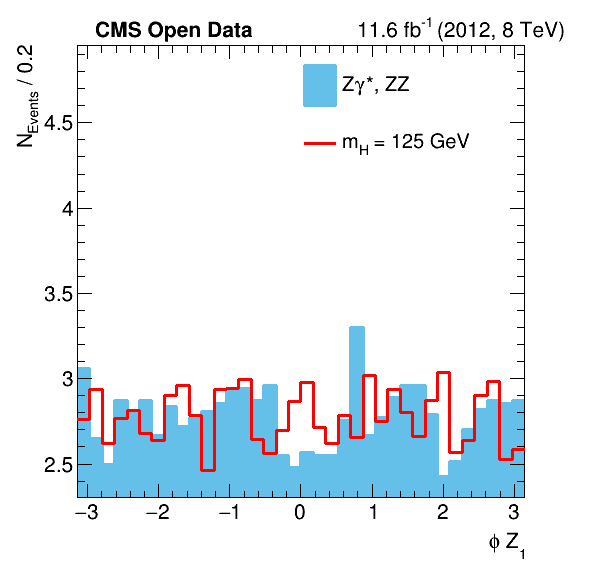 CMS Open Data 11.6 fb-1 (2012, 8 TeV)
NEvents / 0.2
Zγ*, ZZ
mH = 125 GeV
4.5
4
3.5
3
2.5
−3 −2 −1 0 1 2 3
ϕ Z1